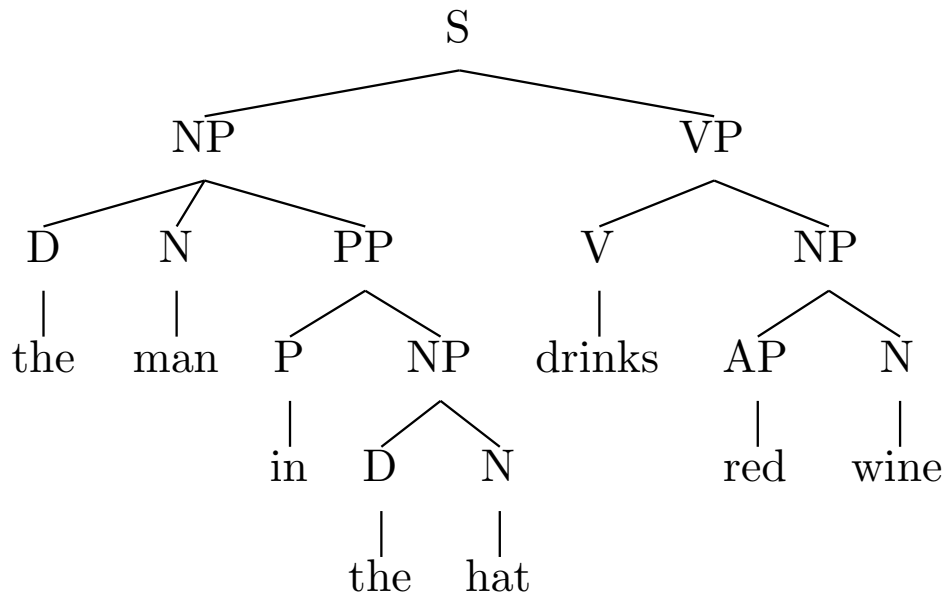 S
NP VP
D N PP V NP
the man P NP drinks AP N
in D N red wine
the hat